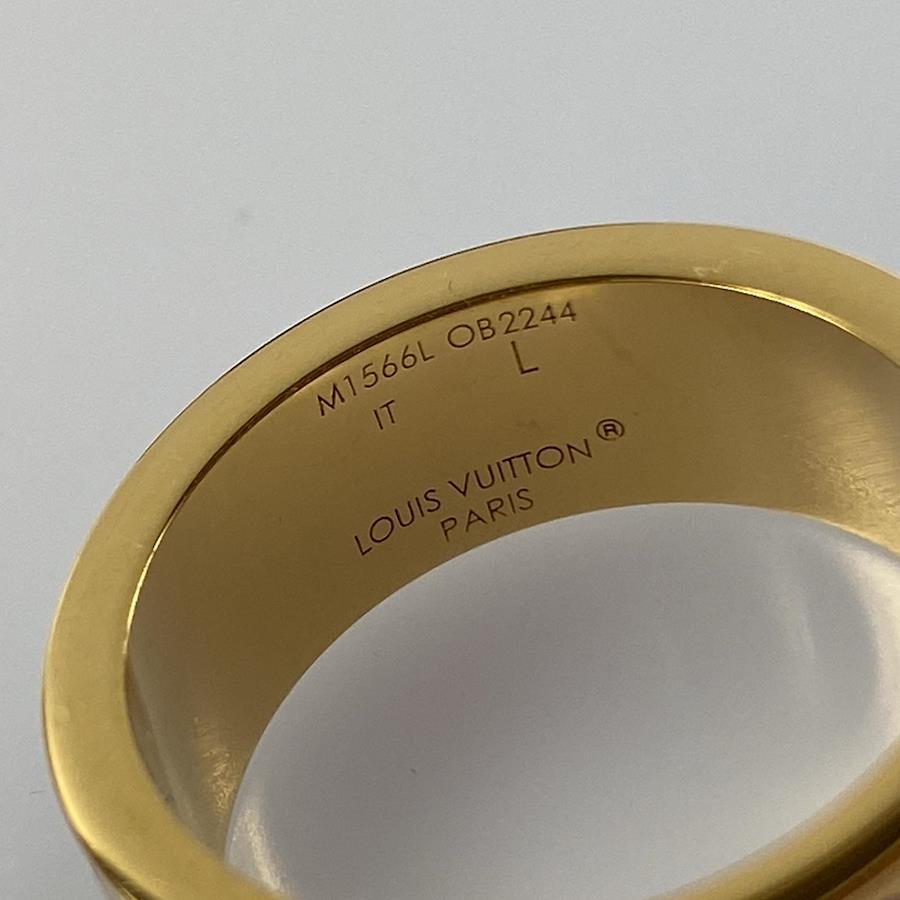 M1566L OB2244
IT L
LOUIS VUITTON®
PARIS